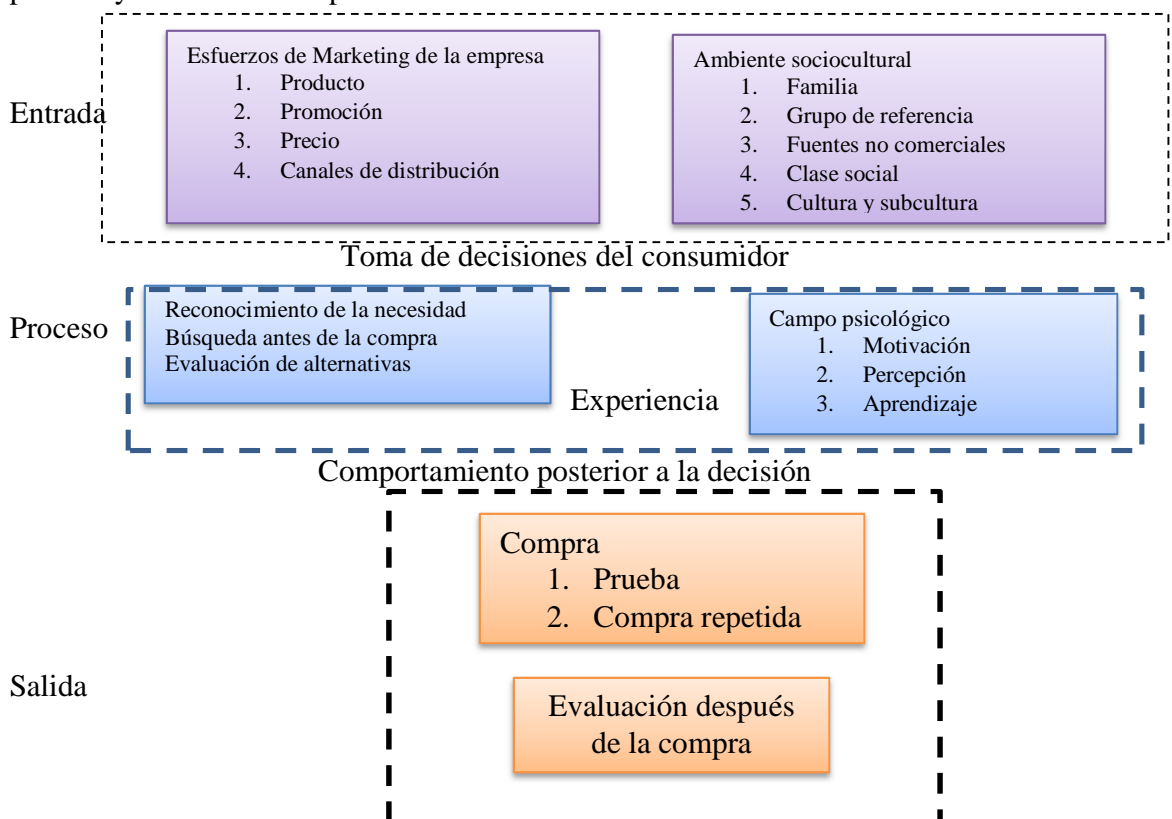 Esfuerzos de Marketing de la empresa
1. Producto
2. Promoción
3. Precio
4. Canales de distribución
Ambiente sociocultural
1. Familia
2. Grupo de referencia
3. Fuentes no comerciales
4. Clase social
5. Cultura y subcultura
Entrada
Toma de decisiones del consumidor
Proceso
Reconocimiento de la necesidad
Búsqueda antes de la compra
Evaluación de alternativas
Experiencia
Campo psicológico
1. Motivación
2. Percepción
3. Aprendizaje
Comportamiento posterior a la decisión
Compra
1. Prueba
2. Compra repetida
Salida
Evaluación después
de la compra